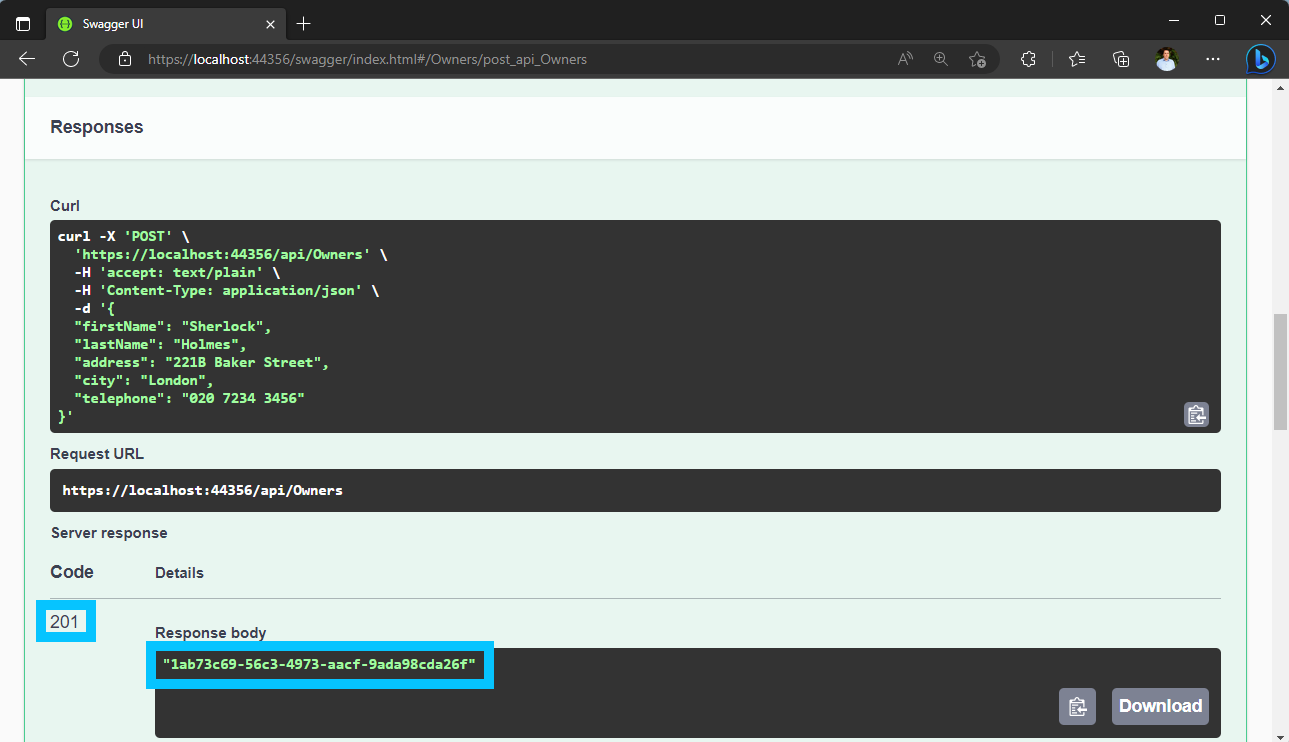 Swagger UI
https://localhost:44356/swagger/index.html#/Owners/post_api_Owners
Responses
Curl
curl -X 'POST' \
'https://localhost:44356/api/Owners' \
-H 'accept: text/plain' \
-H 'Content-Type: application/json' \
-d '{
"firstName": "Sherlock",
"lastName": "Holmes",
"address": "221B Baker Street",
"city": "London",
"telephone": "020 7234 3456"
}'
Request URL
https://localhost:44356/api/Owners
Server response
Code Details
201
Response body
"1ab73c69-56c3-4973-aacf-9ada98cda26f"
Download